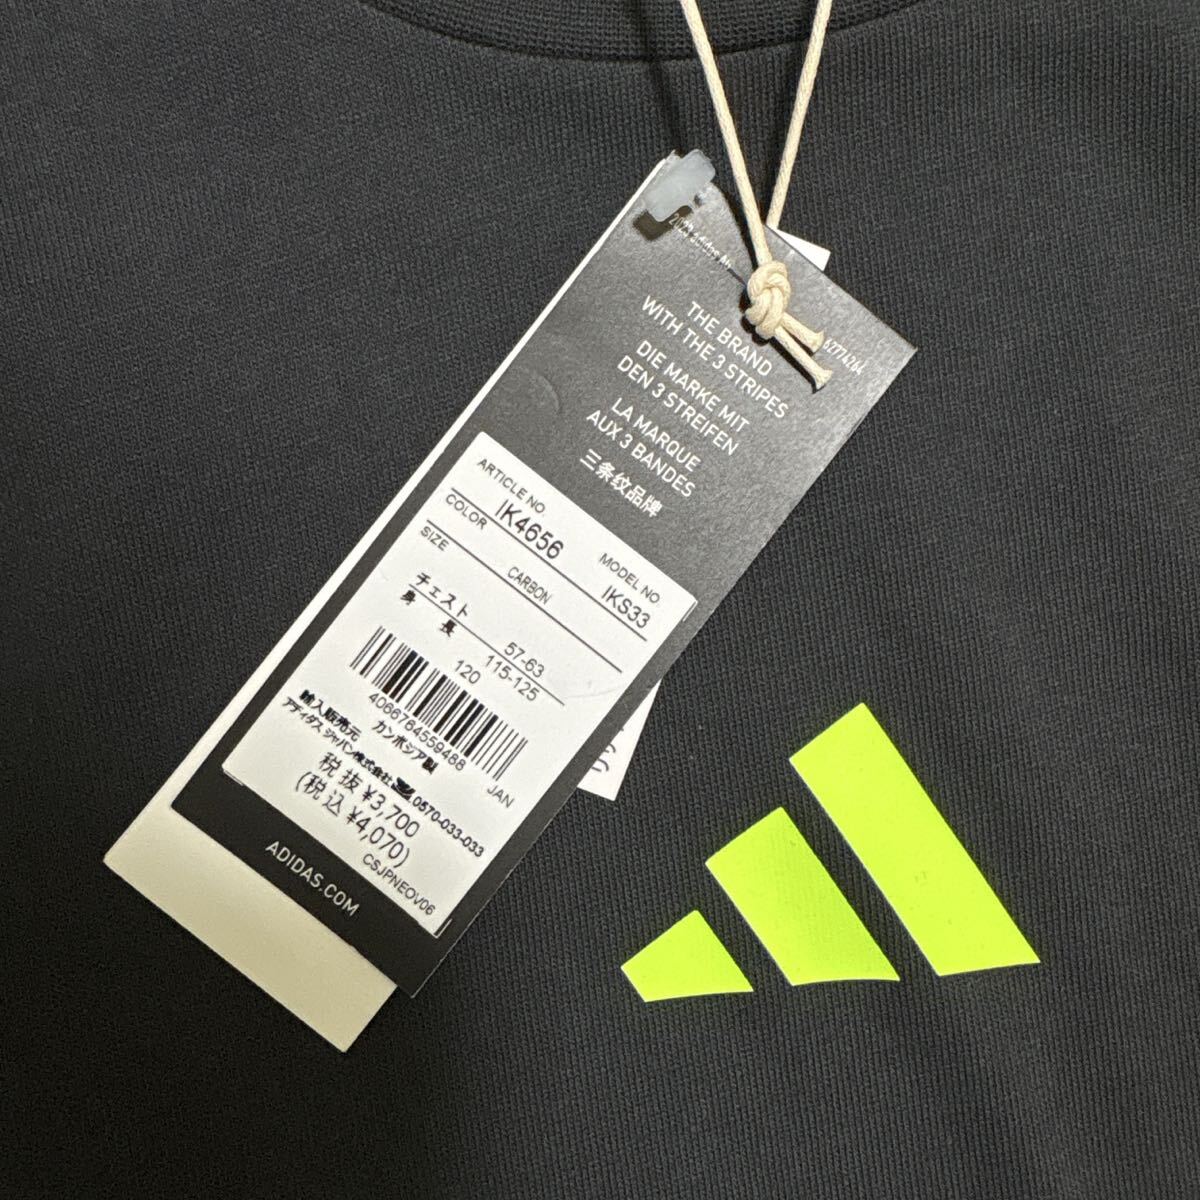 2023 adidas AG
62774264
THE BRAND
WITH THE 3 STRIPES
DIE MARKE MIT
DEN 3 STREIFEN
LA MARQUE
AUX 3 BANDES
三条纹品牌
ARTICLE NO. MODEL NO.
IK4656 IKS33
COLOR CARBON
SIZE
チェスト 57-63
身長 115-125
120
4066764559488 JAN
カンボジア製
輸入販売元
アディダス ジャパン株式会社 0570-033-033
税抜 ¥3,700
(税込 ¥4,070)
CSJPNEOV06
ADIDAS.COM